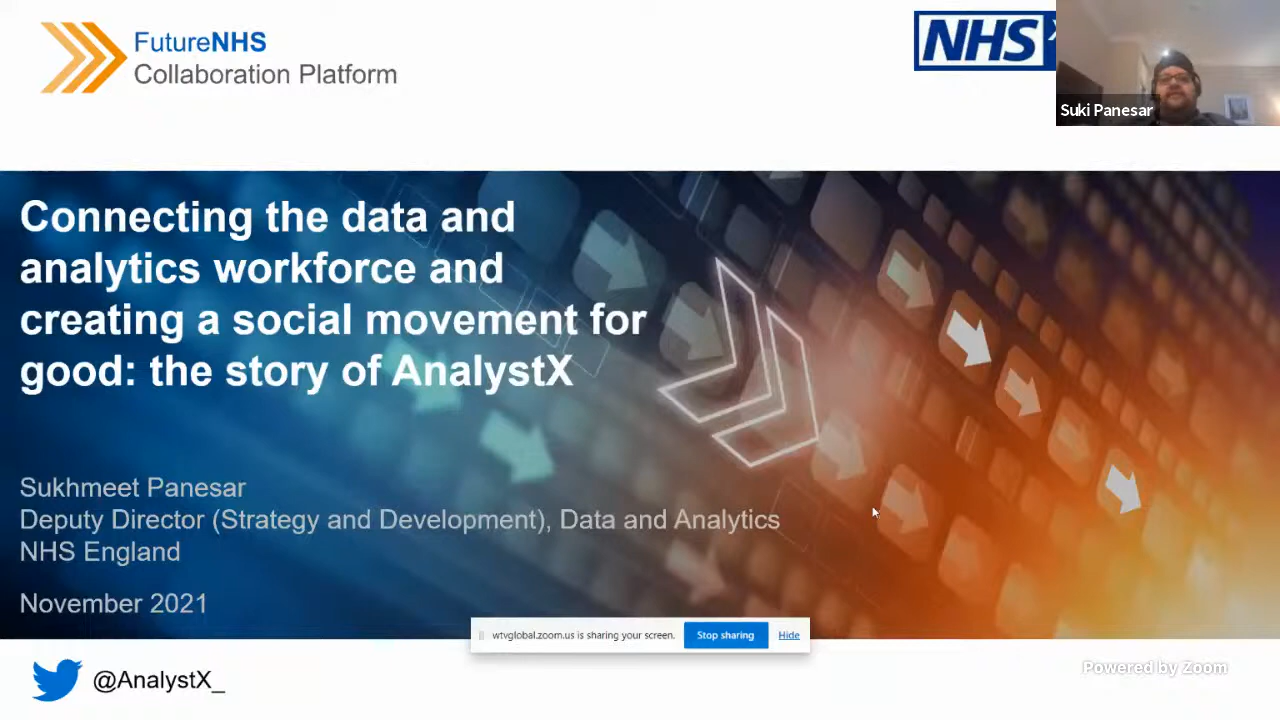 FutureNHS
Collaboration Platform
NHS
Suki Panesar
Connecting the data and
analytics workforce and
creating a social movement for
good: the story of AnalystX
Sukhmeet Panesar
Deputy Director (Strategy and Development), Data and Analytics
NHS England
November 2021
wtvglobal.zoom.us is sharing your screen.
Stop sharing
Hide
@AnalystX_
Powered by Zoom